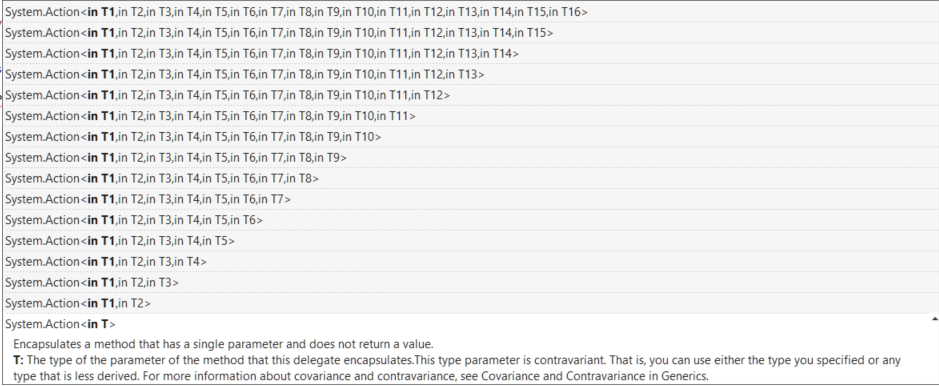 System.Action<in T1,in T2,in T3,in T4,in T5,in T6,in T7,in T8,in T9,in T10,in T11,in T12,in T13,in T14,in T15,in T16>
System.Action<in T1,in T2,in T3,in T4,in T5,in T6,in T7,in T8,in T9,in T10,in T11,in T12,in T13,in T14,in T15>
System.Action<in T1,in T2,in T3,in T4,in T5,in T6,in T7,in T8,in T9,in T10,in T11,in T12,in T13,in T14>
System.Action<in T1,in T2,in T3,in T4,in T5,in T6,in T7,in T8,in T9,in T10,in T11,in T12,in T13>
System.Action<in T1,in T2,in T3,in T4,in T5,in T6,in T7,in T8,in T9,in T10,in T11,in T12>
System.Action<in T1,in T2,in T3,in T4,in T5,in T6,in T7,in T8,in T9,in T10,in T11>
System.Action<in T1,in T2,in T3,in T4,in T5,in T6,in T7,in T8,in T9,in T10>
System.Action<in T1,in T2,in T3,in T4,in T5,in T6,in T7,in T8,in T9>
System.Action<in T1,in T2,in T3,in T4,in T5,in T6,in T7,in T8>
System.Action<in T1,in T2,in T3,in T4,in T5,in T6,in T7>
System.Action<in T1,in T2,in T3,in T4,in T5,in T6>
System.Action<in T1,in T2,in T3,in T4,in T5>
System.Action<in T1,in T2,in T3,in T4>
System.Action<in T1,in T2,in T3>
System.Action<in T1,in T2>
System.Action<in T>
Encapsulates a method that has a single parameter and does not return a value.
T: The type of the parameter of the method that this delegate encapsulates.This type parameter is contravariant. That is, you can use either the type you specified or any
type that is less derived. For more information about covariance and contravariance, see Covariance and Contravariance in Generics.